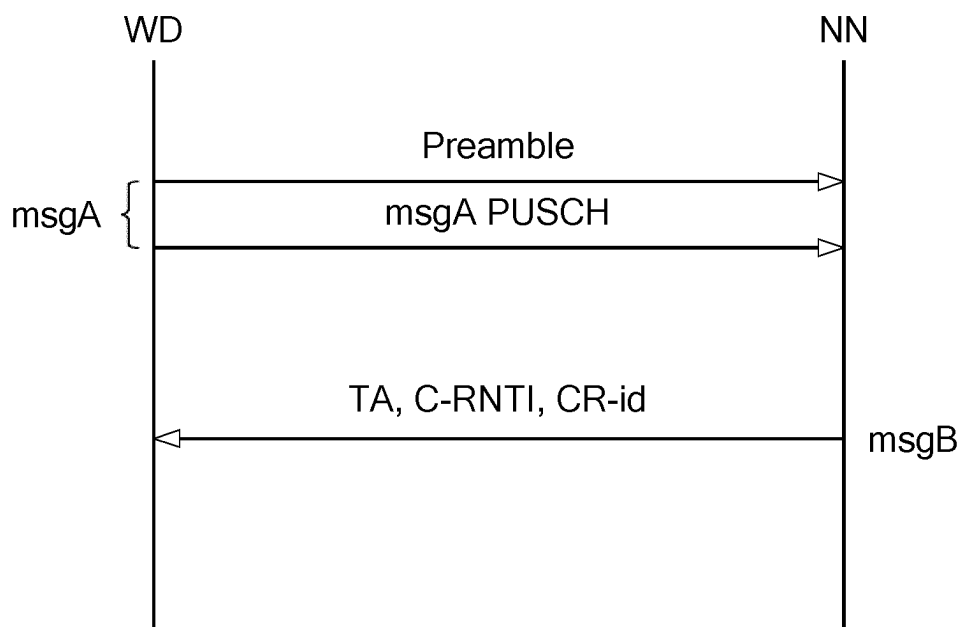 WD
NN
Preamble
msgA
msgA PUSCH
TA, C-RNTI, CR-id
msgB